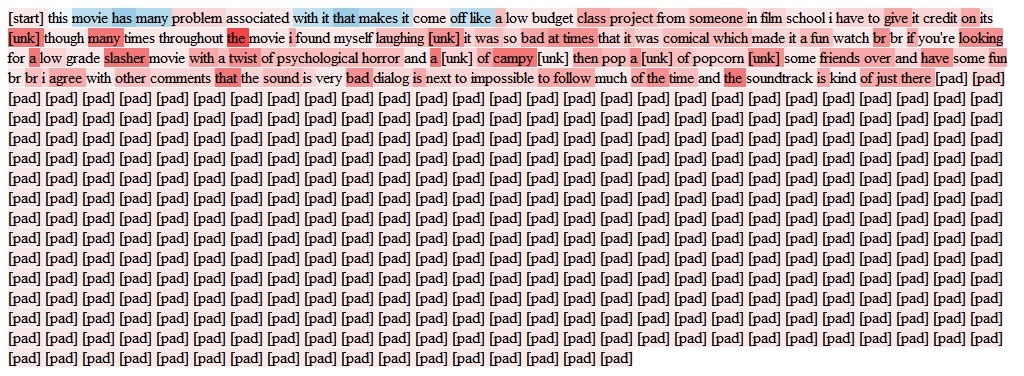 [start] this movie has many problem associated with it that makes it come off like a low budget class project from someone in film school i have to give it credit on its
[unk] though many times throughout the movie i found myself laughing [unk] it was so bad at times that it was comical which made it a fun watch br br if you're looking
for a low grade slasher movie with a twist of psychological horror and a [unk] of campy [unk] then pop a [unk] of popcorn [unk] some friends over and have some fun
br br i agree with other comments that the sound is very bad dialog is next to impossible to follow much of the time and the soundtrack is kind of just there [pad] [pad]
[pad] [pad] [pad] [pad] [pad] [pad] [pad] [pad] [pad] [pad] [pad] [pad] [pad] [pad] [pad] [pad] [pad] [pad] [pad] [pad] [pad] [pad] [pad] [pad] [pad] [pad] [pad]
[pad] [pad] [pad] [pad] [pad] [pad] [pad] [pad] [pad] [pad] [pad] [pad] [pad] [pad] [pad] [pad] [pad] [pad] [pad] [pad] [pad] [pad] [pad] [pad] [pad] [pad] [pad]
[pad] [pad] [pad] [pad] [pad] [pad] [pad] [pad] [pad] [pad] [pad] [pad] [pad] [pad] [pad] [pad] [pad] [pad] [pad] [pad] [pad] [pad] [pad] [pad] [pad] [pad] [pad]
[pad] [pad] [pad] [pad] [pad] [pad] [pad] [pad] [pad] [pad] [pad] [pad] [pad] [pad] [pad] [pad] [pad] [pad] [pad] [pad] [pad] [pad] [pad] [pad] [pad] [pad] [pad]
[pad] [pad] [pad] [pad] [pad] [pad] [pad] [pad] [pad] [pad] [pad] [pad] [pad] [pad] [pad] [pad] [pad] [pad] [pad] [pad] [pad] [pad] [pad] [pad] [pad] [pad] [pad]
[pad] [pad] [pad] [pad] [pad] [pad] [pad] [pad] [pad] [pad] [pad] [pad] [pad] [pad] [pad] [pad] [pad] [pad] [pad] [pad] [pad] [pad] [pad] [pad] [pad] [pad] [pad]
[pad] [pad] [pad] [pad] [pad] [pad] [pad] [pad] [pad] [pad] [pad] [pad] [pad] [pad] [pad] [pad] [pad] [pad] [pad] [pad] [pad] [pad] [pad] [pad] [pad] [pad] [pad]
[pad] [pad] [pad] [pad] [pad] [pad] [pad] [pad] [pad] [pad] [pad] [pad] [pad] [pad] [pad] [pad] [pad] [pad] [pad] [pad] [pad] [pad] [pad] [pad] [pad] [pad] [pad]
[pad] [pad] [pad] [pad] [pad] [pad] [pad] [pad] [pad] [pad] [pad] [pad] [pad] [pad] [pad] [pad] [pad] [pad] [pad] [pad] [pad] [pad] [pad] [pad] [pad] [pad] [pad]
[pad] [pad] [pad] [pad] [pad] [pad] [pad] [pad] [pad] [pad] [pad] [pad] [pad] [pad] [pad] [pad] [pad] [pad] [pad] [pad] [pad] [pad] [pad] [pad] [pad] [pad] [pad]
[pad] [pad] [pad] [pad] [pad] [pad] [pad] [pad] [pad] [pad] [pad] [pad] [pad] [pad] [pad] [pad] [pad] [pad] [pad] [pad] [pad] [pad] [pad] [pad] [pad] [pad] [pad]
[pad] [pad] [pad] [pad] [pad] [pad] [pad] [pad] [pad] [pad] [pad] [pad] [pad] [pad] [pad] [pad] [pad] [pad] [pad] [pad] [pad] [pad] [pad] [pad] [pad] [pad] [pad]
[pad] [pad] [pad] [pad] [pad] [pad] [pad] [pad] [pad] [pad] [pad] [pad] [pad] [pad] [pad] [pad] [pad] [pad] [pad] [pad] [pad] [pad] [pad] [pad] [pad] [pad] [pad]
[pad] [pad] [pad] [pad] [pad] [pad] [pad] [pad] [pad] [pad] [pad] [pad] [pad] [pad] [pad] [pad] [pad]